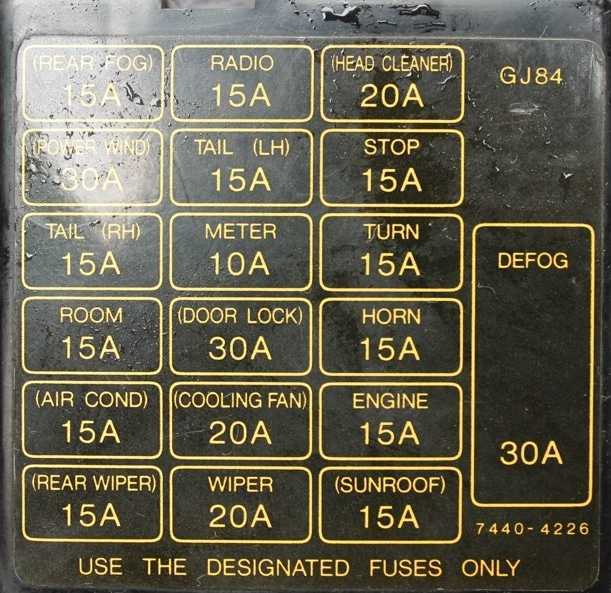 (REAR FOG)
15A
RADIO
15A
(HEAD CLEANER)
20A
GJ84
(POWER WIND)
30A
TAIL (LH)
15A
STOP
15A
TAIL (RH)
15A
METER
10A
TURN
15A
DEFOG
30A
ROOM
15A
(DOOR LOCK)
30A
HORN
15A
(AIR COND)
15A
(COOLING FAN)
20A
ENGINE
15A
(REAR WIPER)
15A
WIPER
20A
(SUNROOF)
15A
7440-4226
USE THE DESIGNATED FUSES ONLY